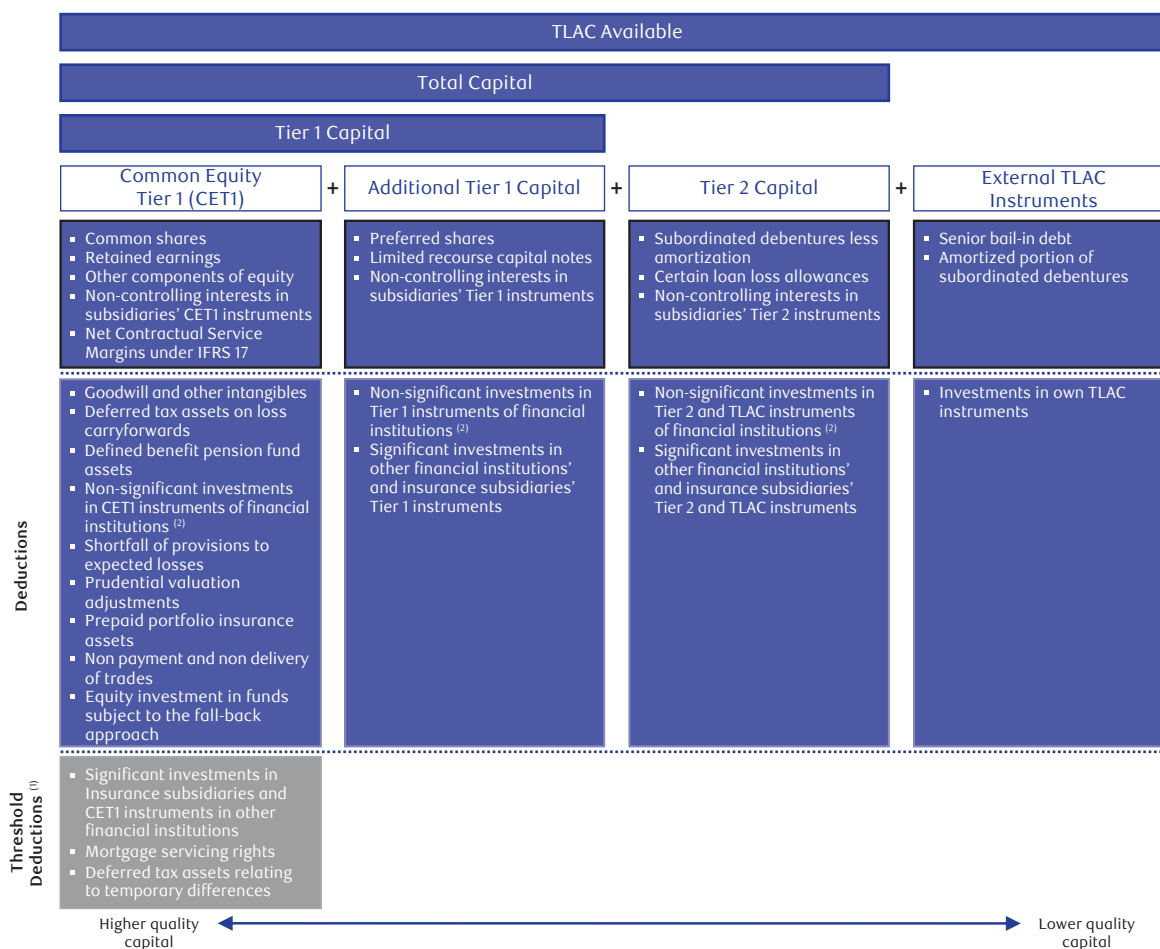 TLAC Available
Total Capital
Tier 1 Capital
Common Equity
Tier 1 (CET1)
+
Additional Tier 1 Capital
+
Tier 2 Capital
+
External TLAC
Instruments
▪ Common shares
▪ Retained earnings
▪ Other components of equity
▪ Non-controlling interests in
subsidiaries’ CET1 instruments
▪ Net Contractual Service
Margins under IFRS 17
▪ Preferred shares
▪ Limited recourse capital notes
▪ Non-controlling interests in
subsidiaries’ Tier 1 instruments
▪ Subordinated debentures less
amortization
▪ Certain loan loss allowances
▪ Non-controlling interests in
subsidiaries’ Tier 2 instruments
▪ Senior bail-in debt
▪ Amortized portion of
subordinated debentures
Deductions
▪ Goodwill and other intangibles
▪ Deferred tax assets on loss
carryforwards
▪ Defined benefit pension fund
assets
▪ Non-significant investments
in CET1 instruments of financial
institutions (2)
▪ Shortfall of provisions to
expected losses
▪ Prudential valuation
adjustments
▪ Prepaid portfolio insurance
assets
▪ Non payment and non delivery
of trades
▪ Equity investment in funds
subject to the fall-back
approach
▪ Non-significant investments in
Tier 1 instruments of financial
institutions (2)
▪ Significant investments in
other financial institutions’
and insurance subsidiaries’
Tier 1 instruments
▪ Non-significant investments in
Tier 2 and TLAC instruments
of financial institutions (2)
▪ Significant investments in
other financial institutions’
and insurance subsidiaries’
Tier 2 and TLAC instruments
▪ Investments in own TLAC
instruments
Threshold
Deductions (1)
▪ Significant investments in
Insurance subsidiaries and
CET1 instruments in other
financial institutions
▪ Mortgage servicing rights
▪ Deferred tax assets relating
to temporary differences
Higher quality
capital
Lower quality
capital